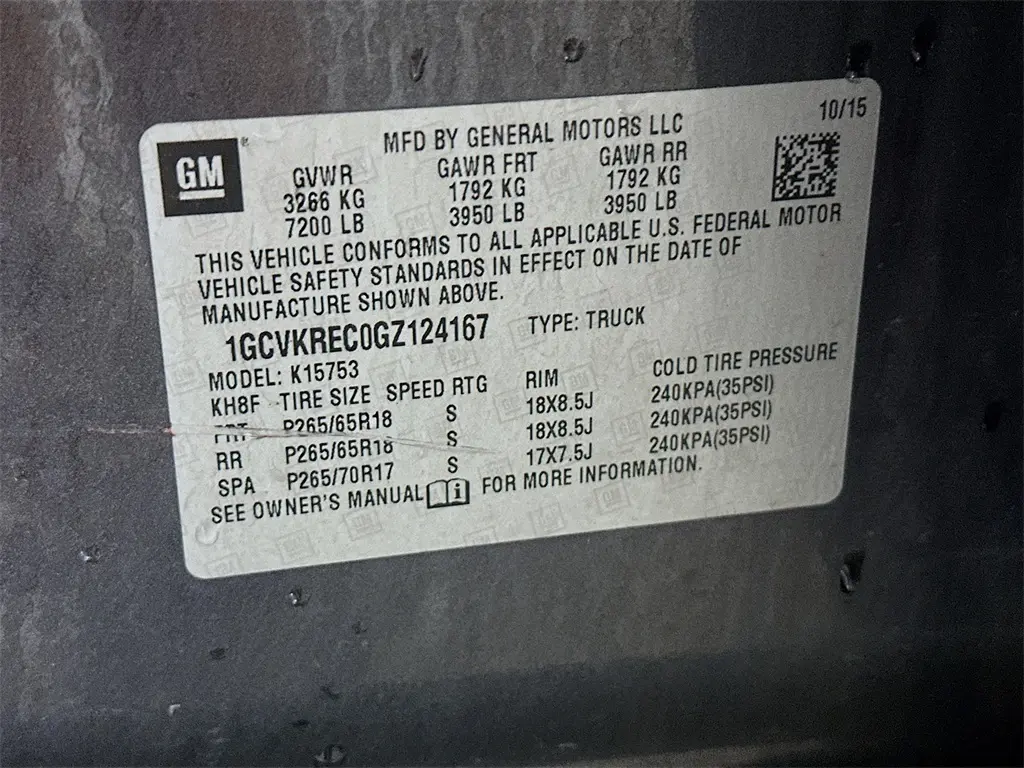 10/15
MFD BY GENERAL MOTORS LLC
GM
GVWR GAWR FRT GAWR RR
3266 KG 1792 KG 1792 KG
7200 LB 3950 LB 3950 LB
THIS VEHICLE CONFORMS TO ALL APPLICABLE U.S. FEDERAL MOTOR
VEHICLE SAFETY STANDARDS IN EFFECT ON THE DATE OF
MANUFACTURE SHOWN ABOVE.
1GCVKREC0GZ124167 TYPE: TRUCK
MODEL: K15753
KH8F TIRE SIZE SPEED RTG RIM COLD TIRE PRESSURE
FRT P265/65R18 S 18X8.5J 240KPA(35PSI)
RR P265/65R18 S 18X8.5J 240KPA(35PSI)
SPA P265/70R17 S 17X7.5J 240KPA(35PSI)
SEE OWNER'S MANUAL FOR MORE INFORMATION.